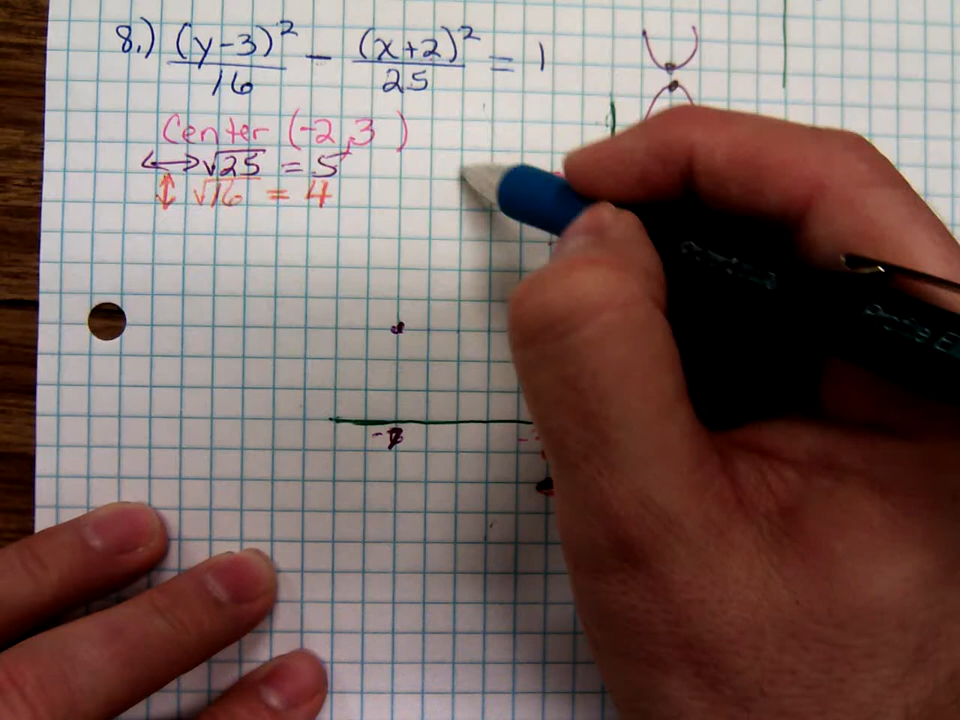 8.) (y-3)²/16 - (x+2)²/25 = 1
Center (-2,3)
↔ √25 = 5
↕ √16 = 4